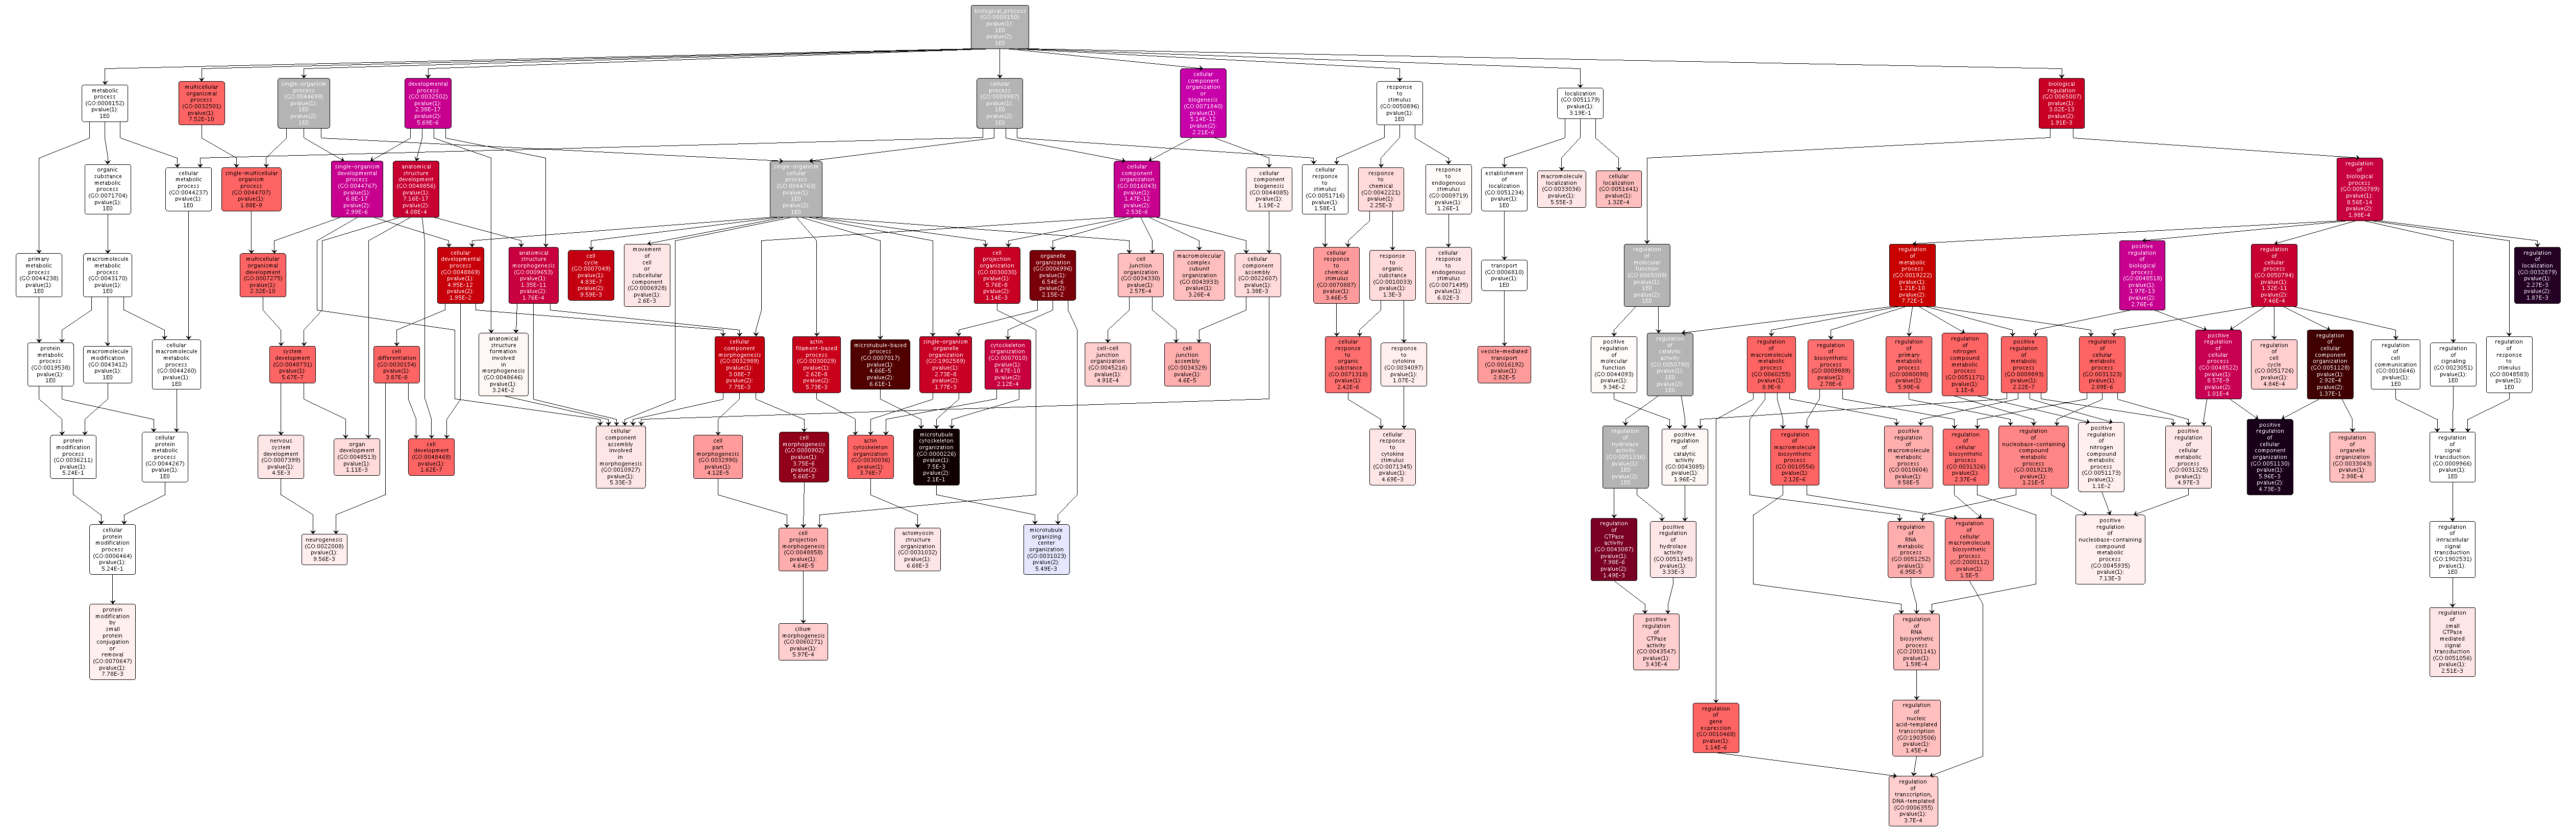 biological_process
(GO:0008150)
pvalue(1):
1E0
pvalue(2):
1E0
metabolic
process
(GO:0008152)
pvalue(1):
1E0
multicellular
organismal
process
(GO:0032501)
pvalue(1):
7.52E-10
single-organism
process
(GO:0044699)
pvalue(1):
1E0
pvalue(2):
1E0
developmental
process
(GO:0032502)
pvalue(1):
2.38E-17
pvalue(2):
5.69E-6
cellular
process
(GO:0009987)
pvalue(1):
1E0
pvalue(2):
1E0
cellular
component
organization
or
biogenesis
(GO:0071840)
pvalue(1):
5.14E-12
pvalue(2):
2.21E-6
response
to
stimulus
(GO:0050896)
pvalue(1):
1E0
localization
(GO:0051179)
pvalue(1):
3.19E-1
biological
regulation
(GO:0065007)
pvalue(1):
3.02E-13
pvalue(2):
1.91E-3
organic
substance
metabolic
process
(GO:0071704)
pvalue(1):
1E0
cellular
metabolic
process
(GO:0044237)
pvalue(1):
1E0
single-multicellular
organism
process
(GO:0044707)
pvalue(1):
1.88E-9
single-organism
developmental
process
(GO:0044767)
pvalue(1):
6.8E-17
pvalue(2):
2.99E-6
anatomical
structure
development
(GO:0048856)
pvalue(1):
7.16E-17
pvalue(2):
4.08E-4
single-organism
cellular
process
(GO:0044763)
pvalue(1):
1E0
pvalue(2):
1E0
cellular
component
organization
(GO:0016043)
pvalue(1):
1.47E-12
pvalue(2):
2.53E-6
cellular
component
biogenesis
(GO:0044085)
pvalue(1):
1.19E-2
cellular
response
to
stimulus
(GO:0051716)
pvalue(1):
1.58E-1
response
to
chemical
(GO:0042221)
pvalue(1):
2.25E-3
response
to
endogenous
stimulus
(GO:0009719)
pvalue(1):
1.26E-1
establishment
of
localization
(GO:0051234)
pvalue(1):
1E0
macromolecule
localization
(GO:0033036)
pvalue(1):
5.55E-3
cellular
localization
(GO:0051641)
pvalue(1):
1.32E-4
regulation
of
biological
process
(GO:0050789)
pvalue(1):
8.56E-14
pvalue(2):
1.98E-4
primary
metabolic
process
(GO:0044238)
pvalue(1):
1E0
macromolecule
metabolic
process
(GO:0043170)
pvalue(1):
1E0
multicellular
organismal
development
(GO:0007275)
pvalue(1):
2.32E-10
cellular
developmental
process
(GO:0048869)
pvalue(1):
4.95E-12
pvalue(2):
1.95E-2
anatomical
structure
morphogenesis
(GO:0009653)
pvalue(1):
1.35E-11
pvalue(2):
1.76E-4
cell
cycle
(GO:0007049)
pvalue(1):
4.83E-7
pvalue(2):
9.59E-3
movement
of
cell
or
subcellular
component
(GO:0006928)
pvalue(1):
2.6E-3
cell
projection
organization
(GO:0030030)
pvalue(1):
5.76E-8
pvalue(2):
1.14E-3
organelle
organization
(GO:0006996)
pvalue(1):
6.54E-6
pvalue(2):
2.15E-2
cell
junction
organization
(GO:0034330)
pvalue(1):
2.57E-4
macromolecular
complex
subunit
organization
(GO:0043933)
pvalue(1):
3.26E-4
cellular
component
assembly
(GO:0022607)
pvalue(1):
1.38E-3
cellular
response
to
chemical
stimulus
(GO:0070887)
pvalue(1):
3.46E-5
response
to
organic
substance
(GO:0010033)
pvalue(1):
1.3E-3
cellular
response
to
endogenous
stimulus
(GO:0071495)
pvalue(1):
6.02E-3
transport
(GO:0006810)
pvalue(1):
1E0
regulation
of
molecular
function
(GO:0065009)
pvalue(1):
1E0
pvalue(2):
1E0
regulation
of
metabolic
process
(GO:0019222)
pvalue(1):
1.21E-10
pvalue(2):
7.72E-1
positive
regulation
of
biological
process
(GO:0048518)
pvalue(1):
1.97E-13
pvalue(2):
2.76E-6
regulation
of
cellular
process
(GO:0050794)
pvalue(1):
1.32E-11
pvalue(2):
7.46E-4
regulation
of
localization
(GO:0032879)
pvalue(1):
2.27E-3
pvalue(2):
1.87E-3
protein
metabolic
process
(GO:0019538)
pvalue(1):
1E0
macromolecule
modification
(GO:0043412)
pvalue(1):
1E0
cellular
macromolecule
metabolic
process
(GO:0044260)
pvalue(1):
1E0
system
development
(GO:0048731)
pvalue(1):
5.67E-7
cell
differentiation
(GO:0030154)
pvalue(1):
3.87E-8
anatomical
structure
formation
involved
in
morphogenesis
(GO:0048646)
pvalue(1):
3.24E-2
cellular
component
morphogenesis
(GO:0032989)
pvalue(1):
3.08E-7
pvalue(2):
7.75E-3
actin
filament-based
process
(GO:0030029)
pvalue(1):
2.62E-8
pvalue(2):
5.73E-3
microtubule-based
process
(GO:0007017)
pvalue(1):
4.66E-5
pvalue(2):
6.61E-1
single-organism
organelle
organization
(GO:1902589)
pvalue(1):
2.73E-8
pvalue(2):
1.77E-3
cytoskeleton
organization
(GO:0007010)
pvalue(1):
8.47E-10
pvalue(2):
2.12E-4
cell-cell
junction
organization
(GO:0045216)
pvalue(1):
4.91E-4
cell
junction
assembly
(GO:0034329)
pvalue(1):
4.6E-5
cellular
response
to
organic
substance
(GO:0071310)
pvalue(1):
2.42E-6
response
to
cytokine
(GO:0034097)
pvalue(1):
1.07E-2
vesicle-mediated
transport
(GO:0016192)
pvalue(1):
2.82E-5
positive
regulation
of
molecular
function
(GO:0044093)
pvalue(1):
9.34E-2
regulation
of
catalytic
activity
(GO:0050790)
pvalue(1):
1E0
pvalue(2):
1E0
regulation
of
macromolecule
metabolic
process
(GO:0060255)
pvalue(1):
8.9E-8
regulation
of
biosynthetic
process
(GO:0009889)
pvalue(1):
2.78E-6
regulation
of
primary
metabolic
process
(GO:0080090)
pvalue(1):
5.99E-6
regulation
of
nitrogen
compound
metabolic
process
(GO:0051171)
pvalue(1):
1.1E-6
positive
regulation
of
metabolic
process
(GO:0009893)
pvalue(1):
2.22E-7
regulation
of
cellular
metabolic
process
(GO:0031323)
pvalue(1):
2.09E-6
positive
regulation
of
cellular
process
(GO:0048522)
pvalue(1):
8.57E-9
pvalue(2):
1.01E-4
regulation
of
cell
cycle
(GO:0051726)
pvalue(1):
4.84E-4
regulation
of
cellular
component
organization
(GO:0051128)
pvalue(1):
2.92E-4
pvalue(2):
1.37E-1
regulation
of
cell
communication
(GO:0010646)
pvalue(1):
1E0
regulation
of
signaling
(GO:0023051)
pvalue(1):
1E0
regulation
of
response
to
stimulus
(GO:0048583)
pvalue(1):
1E0
protein
modification
process
(GO:0036211)
pvalue(1):
5.24E-1
cellular
protein
metabolic
process
(GO:0044267)
pvalue(1):
1E0
nervous
system
development
(GO:0007399)
pvalue(1):
4.5E-3
organ
development
(GO:0048513)
pvalue(1):
1.11E-3
cell
development
(GO:0048468)
pvalue(1):
1.62E-7
cellular
component
assembly
involved
in
morphogenesis
(GO:0010927)
pvalue(1):
5.33E-3
cell
part
morphogenesis
(GO:0032990)
pvalue(1):
4.12E-5
cell
morphogenesis
(GO:0000902)
pvalue(1):
3.75E-6
pvalue(2):
5.66E-3
actin
cytoskeleton
organization
(GO:0030036)
pvalue(1):
3.76E-7
microtubule
cytoskeleton
organization
(GO:0000226)
pvalue(1):
7.5E-3
pvalue(2):
2.1E-1
cellular
response
to
cytokine
stimulus
(GO:0071345)
pvalue(1):
4.69E-3
regulation
of
hydrolase
activity
(GO:0051336)
pvalue(1):
1E0
pvalue(2):
1E0
positive
regulation
of
catalytic
activity
(GO:0043085)
pvalue(1):
1.96E-2
regulation
of
macromolecule
biosynthetic
process
(GO:0010556)
pvalue(1):
2.12E-6
positive
regulation
of
macromolecule
metabolic
process
(GO:0010604)
pvalue(1):
9.58E-5
regulation
of
cellular
biosynthetic
process
(GO:0031326)
pvalue(1):
2.37E-6
regulation
of
nucleobase-containing
compound
metabolic
process
(GO:0019219)
pvalue(1):
1.21E-5
positive
regulation
of
nitrogen
compound
metabolic
process
(GO:0051173)
pvalue(1):
1.1E-2
positive
regulation
of
cellular
metabolic
process
(GO:0031325)
pvalue(1):
4.97E-3
positive
regulation
of
cellular
component
organization
(GO:0051130)
pvalue(1):
5.96E-3
pvalue(2):
4.73E-3
regulation
of
organelle
organization
(GO:0033043)
pvalue(1):
2.98E-4
regulation
of
signal
transduction
(GO:0009966)
pvalue(1):
1E0
cellular
protein
modification
process
(GO:0006464)
pvalue(1):
5.24E-1
neurogenesis
(GO:0022008)
pvalue(1):
9.56E-3
cell
projection
morphogenesis
(GO:0048858)
pvalue(1):
4.64E-5
actomyosin
structure
organization
(GO:0031032)
pvalue(1):
6.68E-3
microtubule
organizing
center
organization
(GO:0031023)
pvalue(2):
5.49E-3
regulation
of
GTPase
activity
(GO:0043087)
pvalue(1):
7.98E-6
pvalue(2):
1.49E-3
positive
regulation
of
hydrolase
activity
(GO:0051345)
pvalue(1):
3.33E-3
regulation
of
RNA
metabolic
process
(GO:0051252)
pvalue(1):
6.95E-5
regulation
of
cellular
macromolecule
biosynthetic
process
(GO:2000112)
pvalue(1):
1.5E-5
positive
regulation
of
nucleobase-containing
compound
metabolic
process
(GO:0045935)
pvalue(1):
7.13E-3
regulation
of
intracellular
signal
transduction
(GO:1902531)
pvalue(1):
1E0
protein
modification
by
small
protein
conjugation
or
removal
(GO:0070647)
pvalue(1):
7.78E-3
cilium
morphogenesis
(GO:0060271)
pvalue(1):
5.97E-4
positive
regulation
of
GTPase
activity
(GO:0043547)
pvalue(1):
3.43E-4
regulation
of
RNA
biosynthetic
process
(GO:2001141)
pvalue(1):
1.59E-4
regulation
of
small
GTPase
mediated
signal
transduction
(GO:0051056)
pvalue(1):
2.51E-3
regulation
of
gene
expression
(GO:0010468)
pvalue(1):
1.14E-6
regulation
of
nucleic
acid-templated
transcription
(GO:1903506)
pvalue(1):
1.45E-4
regulation
of
transcription,
DNA-templated
(GO:0006355)
pvalue(1):
3.7E-4